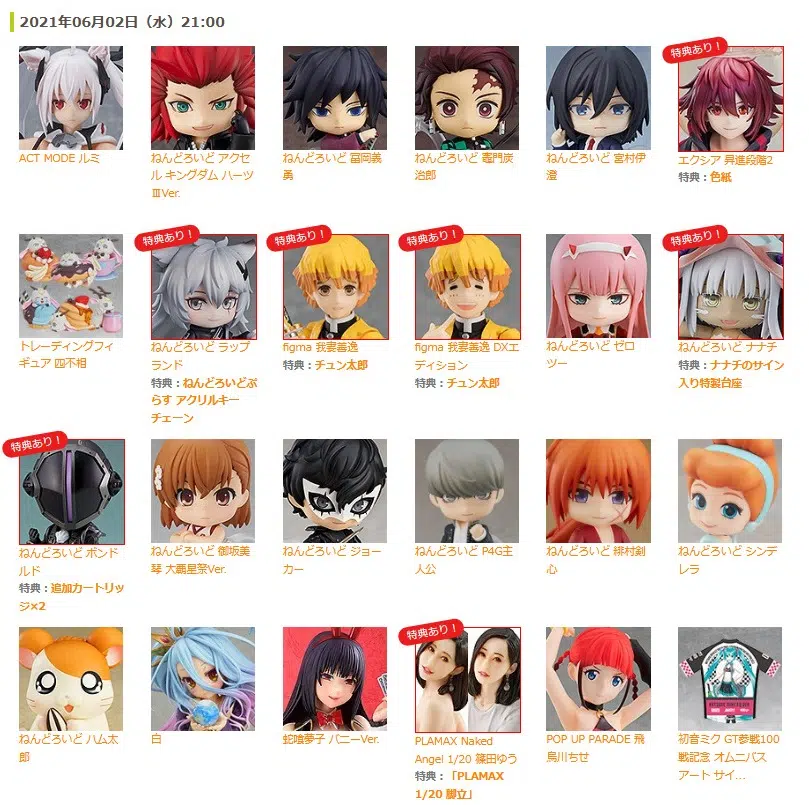 2021年06月02日（水）21:00
ACT MODE ルミ
ねんどろいど アクセ
ル キングダム ハーツ
ⅢVer.
ねんどろいど 冨岡義
勇
ねんどろいど 竈門炭
治郎
ねんどろいど 宮村伊
澄
特典あり！
エクシア 昇進段階2
特典：色紙
トレーディングフィ
ギュア 四不相
特典あり！
ねんどろいど ラップ
ランド
特典：ねんどろいどぷ
らす アクリルキー
チェーン
特典あり！
figma 我妻善逸
特典：チュン太郎
特典あり！
figma 我妻善逸 DXエ
ディション
特典：チュン太郎
ねんどろいど ゼロ
ツー
特典あり！
ねんどろいど ナナチ
特典：ナナチのサイン
入り特製台座
特典あり！
ねんどろいど ボンド
ルド
特典：追加カートリッ
ジ×2
ねんどろいど 御坂美
琴 大覇星祭Ver.
ねんどろいど ジョー
カー
ねんどろいど P4G主
人公
ねんどろいど 緋村剣
心
ねんどろいど シンデ
レラ
ねんどろいど ハム太
郎
白
蛇喰夢子 バニーVer.
特典あり！
PLAMAX Naked
Angel 1/20 篠田ゆう
特典：「PLAMAX
1/20 脚立」
POP UP PARADE 飛
鳥川ちせ
初音ミク GT参戦100
戦記念 オムニバス
アート サイ...